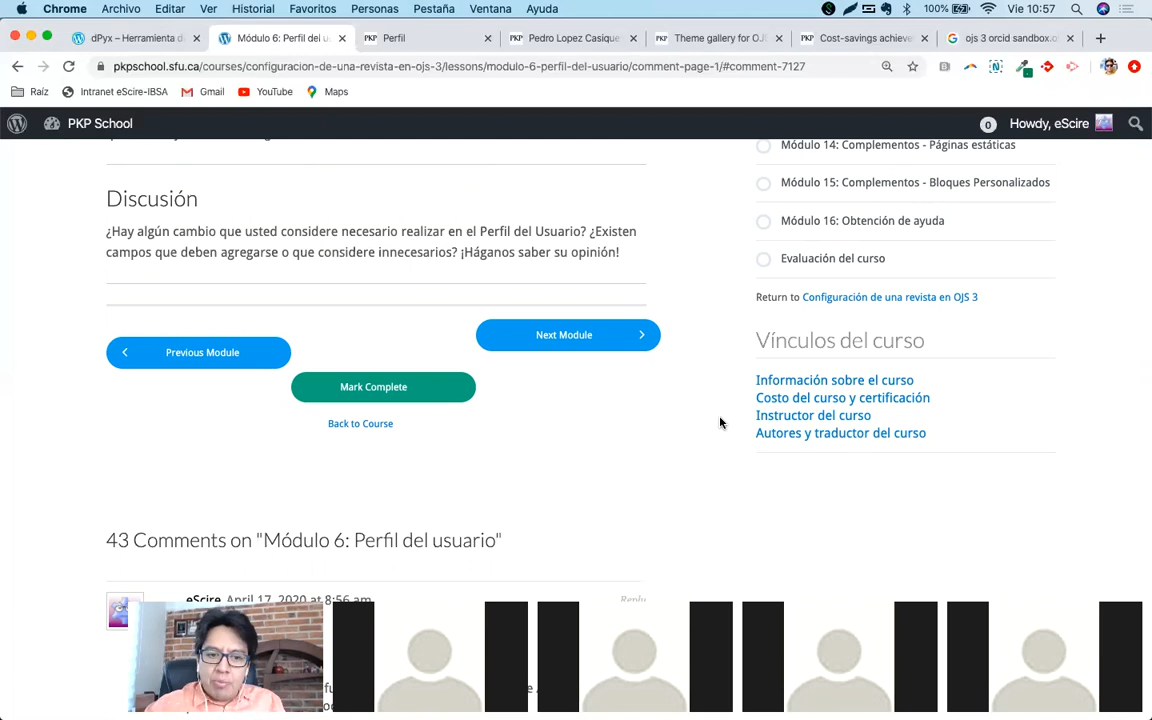 Chrome Archivo Editar Ver Historial Favoritos Personas Pestaña Ventana Ayuda 100% Vie 10:57
dPyx – Herramienta d Módulo 6: Perfil del u PKP Perfil PKP Pedro Lopez Casique PKP Theme gallery for OJS PKP Cost-savings achieve ojs 3 orcid sandbox.o
pkpschool.sfu.ca/courses/configuracion-de-una-revista-en-ojs-3/lessons/modulo-6-perfil-del-usuario/comment-page-1/#comment-7127
Raíz Intranet eScire-IBSA Gmail YouTube Maps
PKP School 0 Howdy, eScire
Módulo 14: Complementos - Páginas estáticas
Módulo 15: Complementos - Bloques Personalizados
Módulo 16: Obtención de ayuda
Evaluación del curso
Return to Configuración de una revista en OJS 3
Vínculos del curso
Información sobre el curso
Costo del curso y certificación
Instructor del curso
Autores y traductor del curso
Discusión
¿Hay algún cambio que usted considere necesario realizar en el Perfil del Usuario? ¿Existen
campos que deben agregarse o que considere innecesarios? ¡Háganos saber su opinión!
Next Module
Previous Module
Mark Complete
Back to Course
43 Comments on "Módulo 6: Perfil del usuario"
eScire April 17, 2020 at 8:56 am Reply